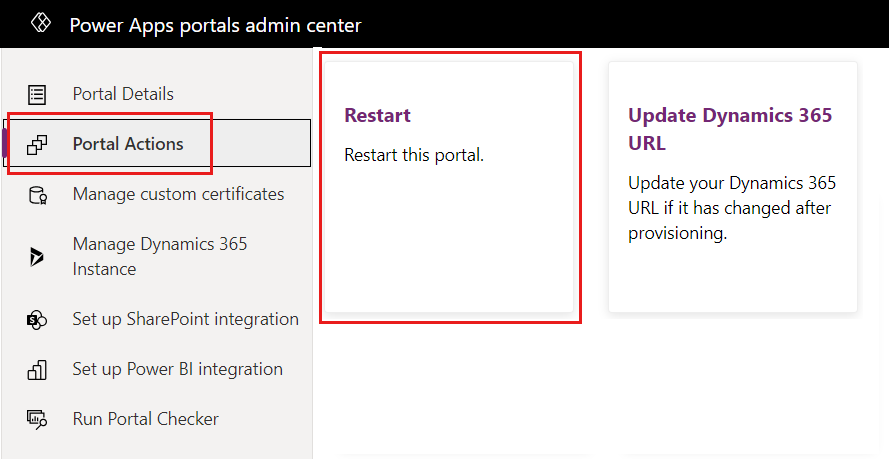 Power Apps portals admin center
Portal Details
Portal Actions
Manage custom certificates
Manage Dynamics 365
Instance
Set up SharePoint integration
Set up Power BI integration
Run Portal Checker
Restart
Restart this portal.
Update Dynamics 365
URL
Update your Dynamics 365
URL if it has changed after
provisioning.